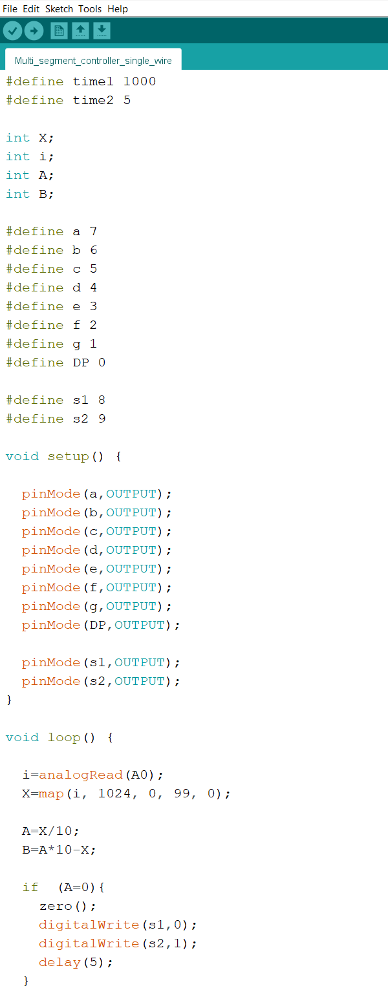 File Edit Sketch Tools Help
Multi_segment_controller_single_wire
#define time1 1000
#define time2 5
int X;
int i;
int A;
int B;
#define a 7
#define b 6
#define c 5
#define d 4
#define e 3
#define f 2
#define g 1
#define DP 0
#define s1 8
#define s2 9
void setup() {
pinMode(a,OUTPUT);
pinMode(b,OUTPUT);
pinMode(c,OUTPUT);
pinMode(d,OUTPUT);
pinMode(e,OUTPUT);
pinMode(f,OUTPUT);
pinMode(g,OUTPUT);
pinMode(DP,OUTPUT);
pinMode(s1,OUTPUT);
pinMode(s2,OUTPUT);
}
void loop() {
i=analogRead(A0);
X=map(i, 1024, 0, 99, 0);
A=X/10;
B=A*10-X;
if  (A=0){
zero();
digitalWrite(s1,0);
digitalWrite(s2,1);
delay(5);
}